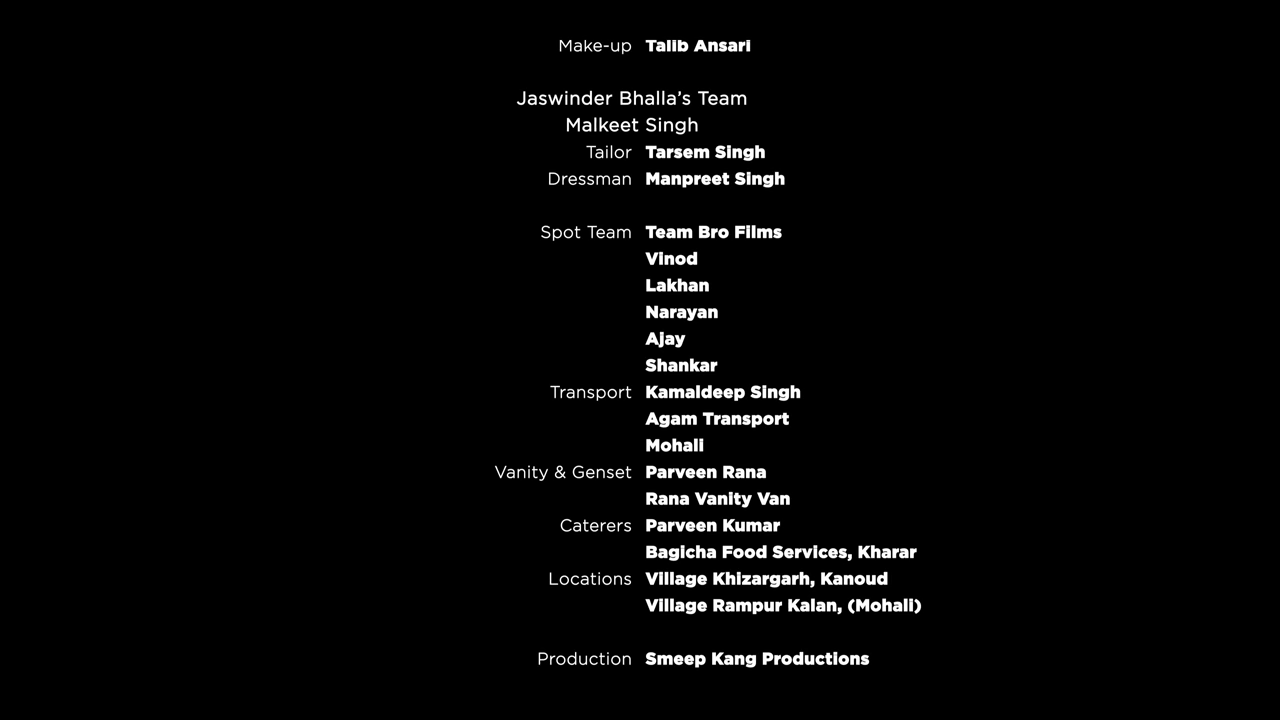 Make-up Talib Ansari
Jaswinder Bhalla's Team
Malkeet Singh
Tailor Tarsem Singh
Dressman Manpreet Singh
Spot Team Team Bro Films
Vinod
Lakhan
Narayan
Ajay
Shankar
Transport Kamaldeep Singh
Agam Transport
Mohali
Vanity & Genset Parveen Rana
Rana Vanity Van
Caterers Parveen Kumar
Bagicha Food Services, Kharar
Locations Village Khizargarh, Kanoud
Village Rampur Kalan, (Mohali)
Production Smeep Kang Productions